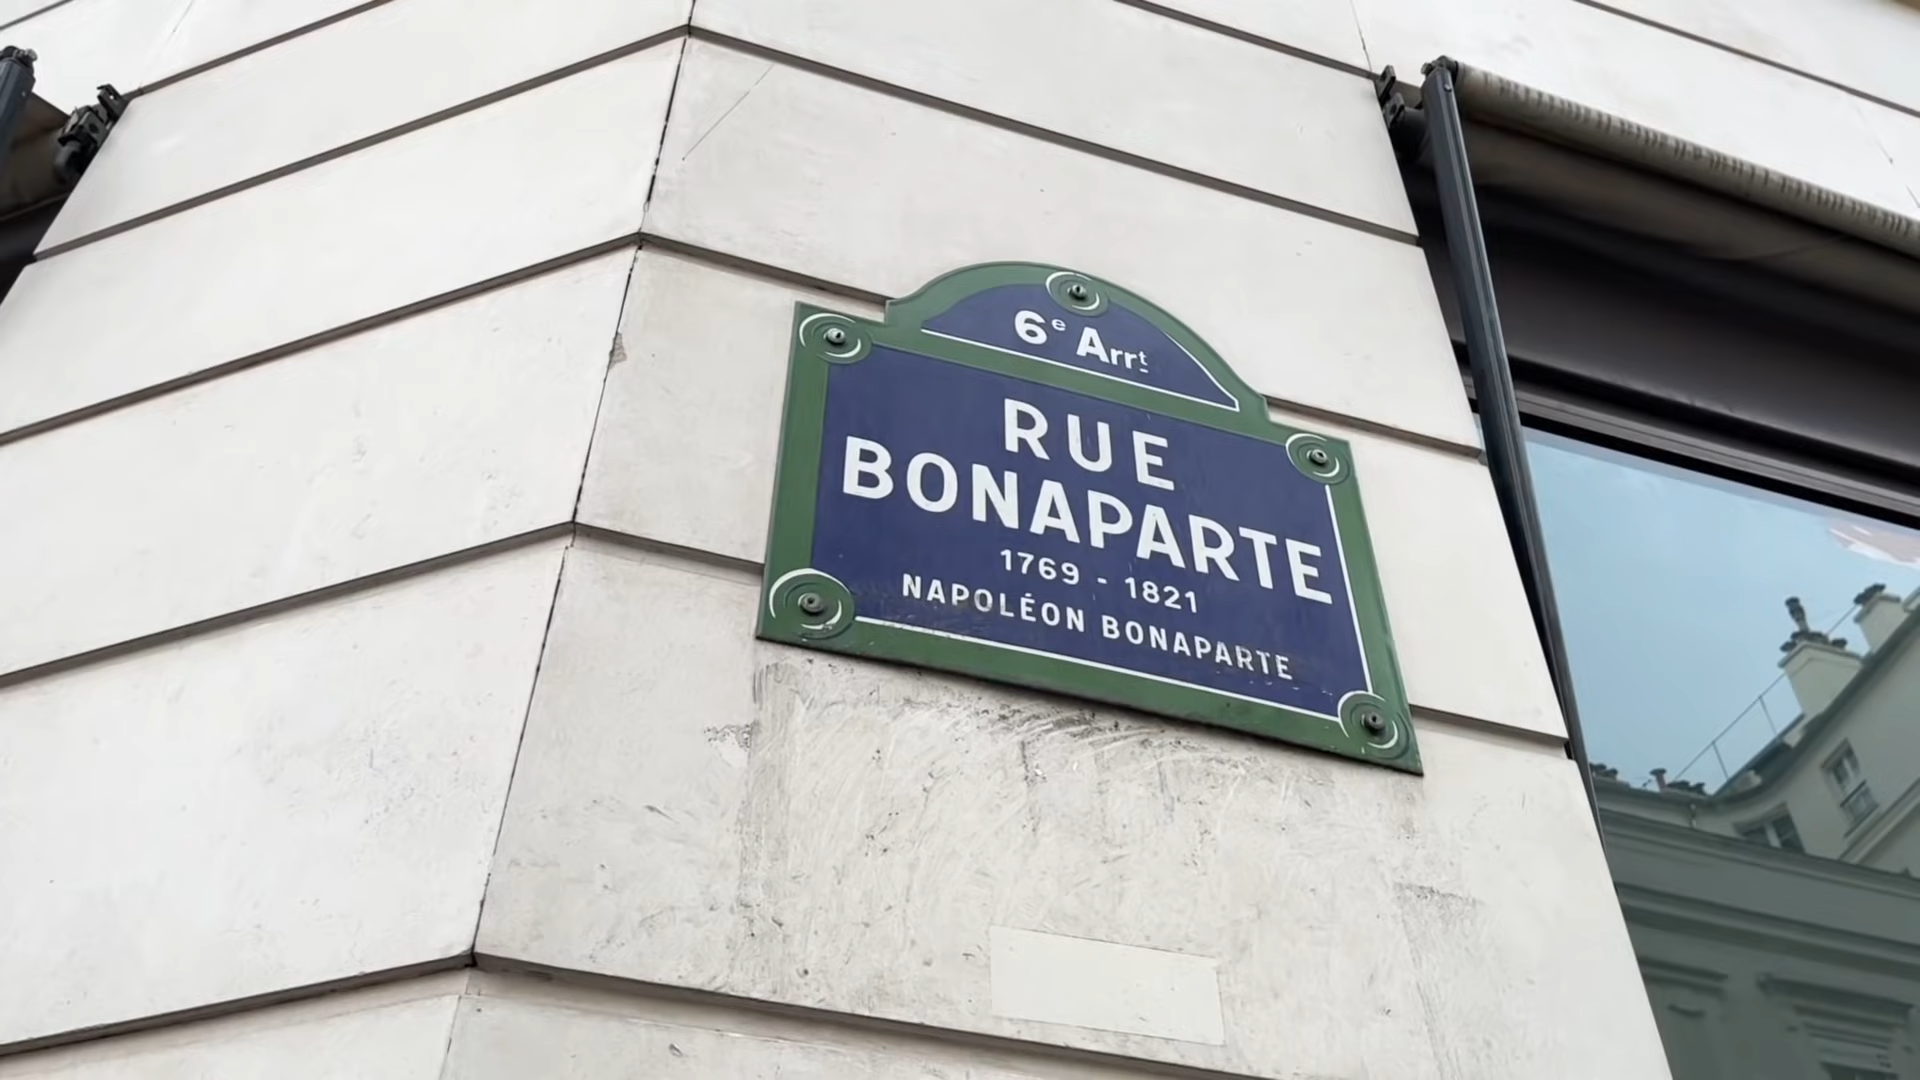 6e Arrt
RUE
BONAPARTE
1769 - 1821
NAPOLÉON BONAPARTE